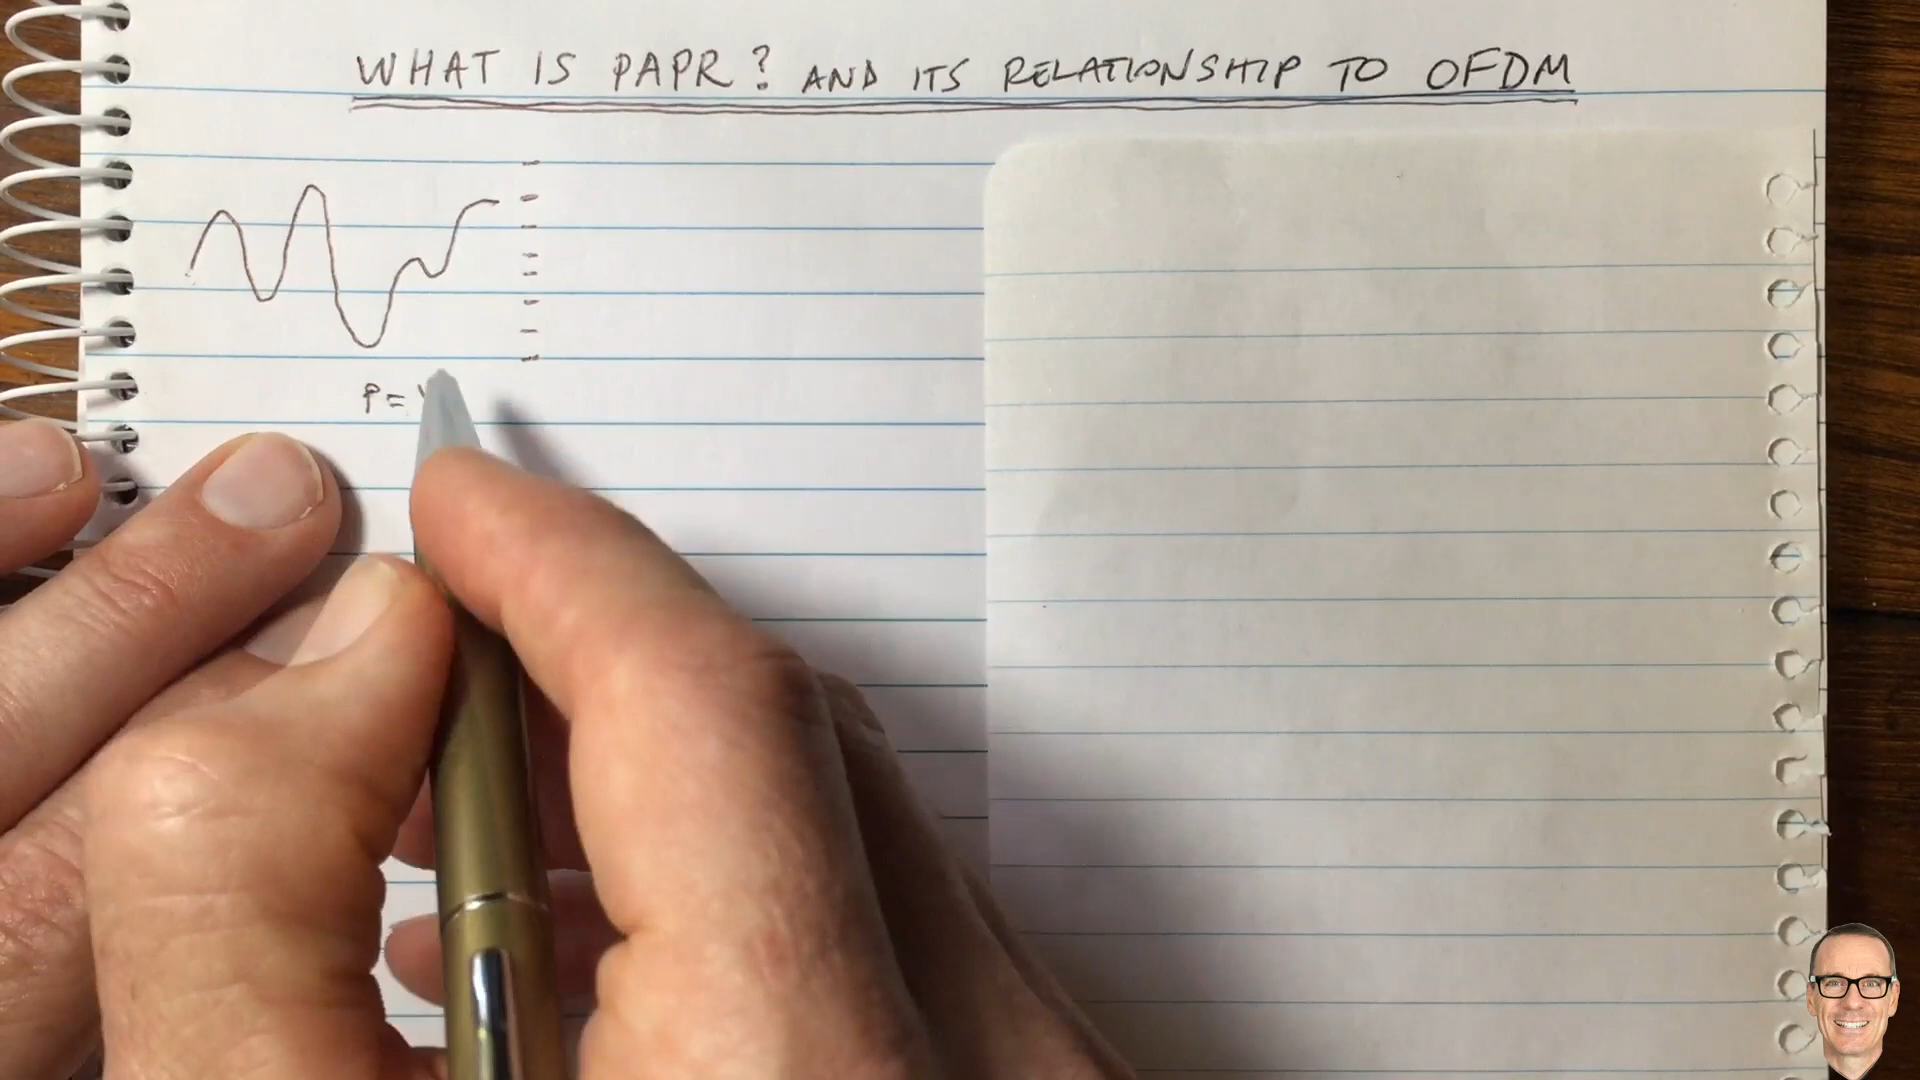 WHAT IS PAPR? AND ITS RELATIONSHIP TO OFDM
P =